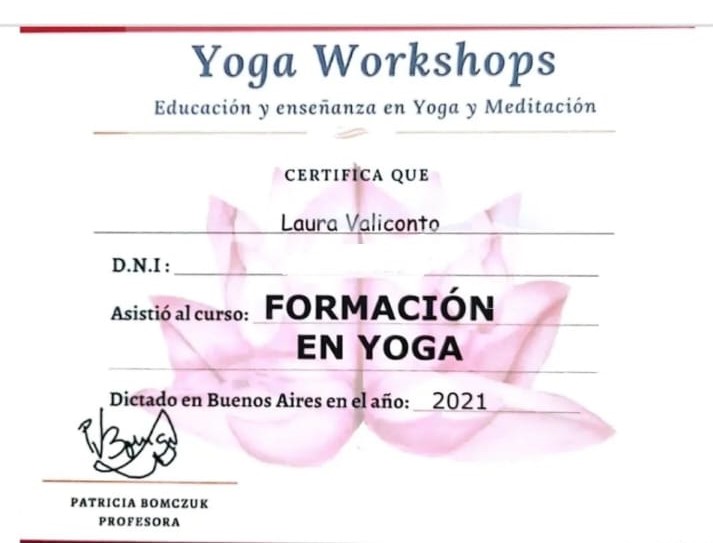 Yoga Workshops
Educación y enseñanza en Yoga y Meditación
CERTIFICA QUE
Laura Valiconto
D.N.I:
Asistió al curso: FORMACIÓN
EN YOGA
Dictado en Buenos Aires en el año: 2021
PATRICIA BOMCZUK
PROFESORA